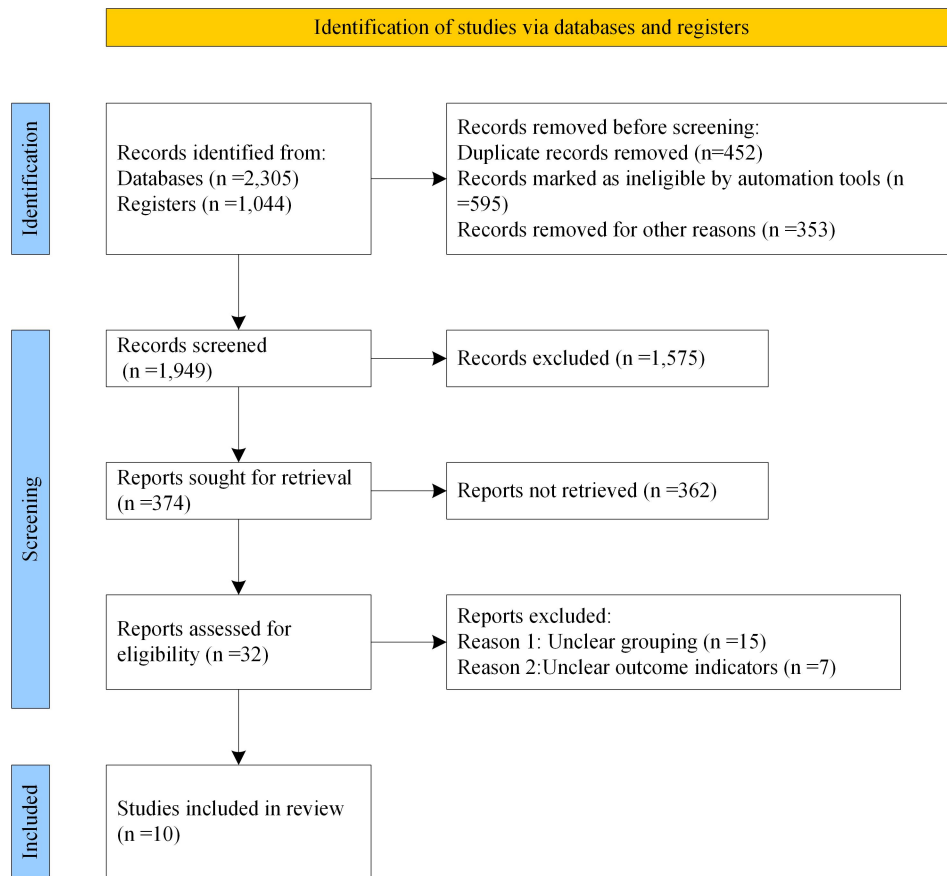 Identification of studies via databases and registers
Identification
Records identified from:
Databases (n =2,305)
Registers (n =1,044)
Records removed before screening:
Duplicate records removed (n=452)
Records marked as ineligible by automation tools (n
=595)
Records removed for other reasons (n =353)
Screening
Records screened
(n =1,949)
Records excluded (n =1,575)
Reports sought for retrieval
(n =374)
Reports not retrieved (n =362)
Reports assessed for
eligibility (n =32)
Reports excluded:
Reason 1: Unclear grouping (n =15)
Reason 2:Unclear outcome indicators (n =7)
Included
Studies included in review
(n =10)